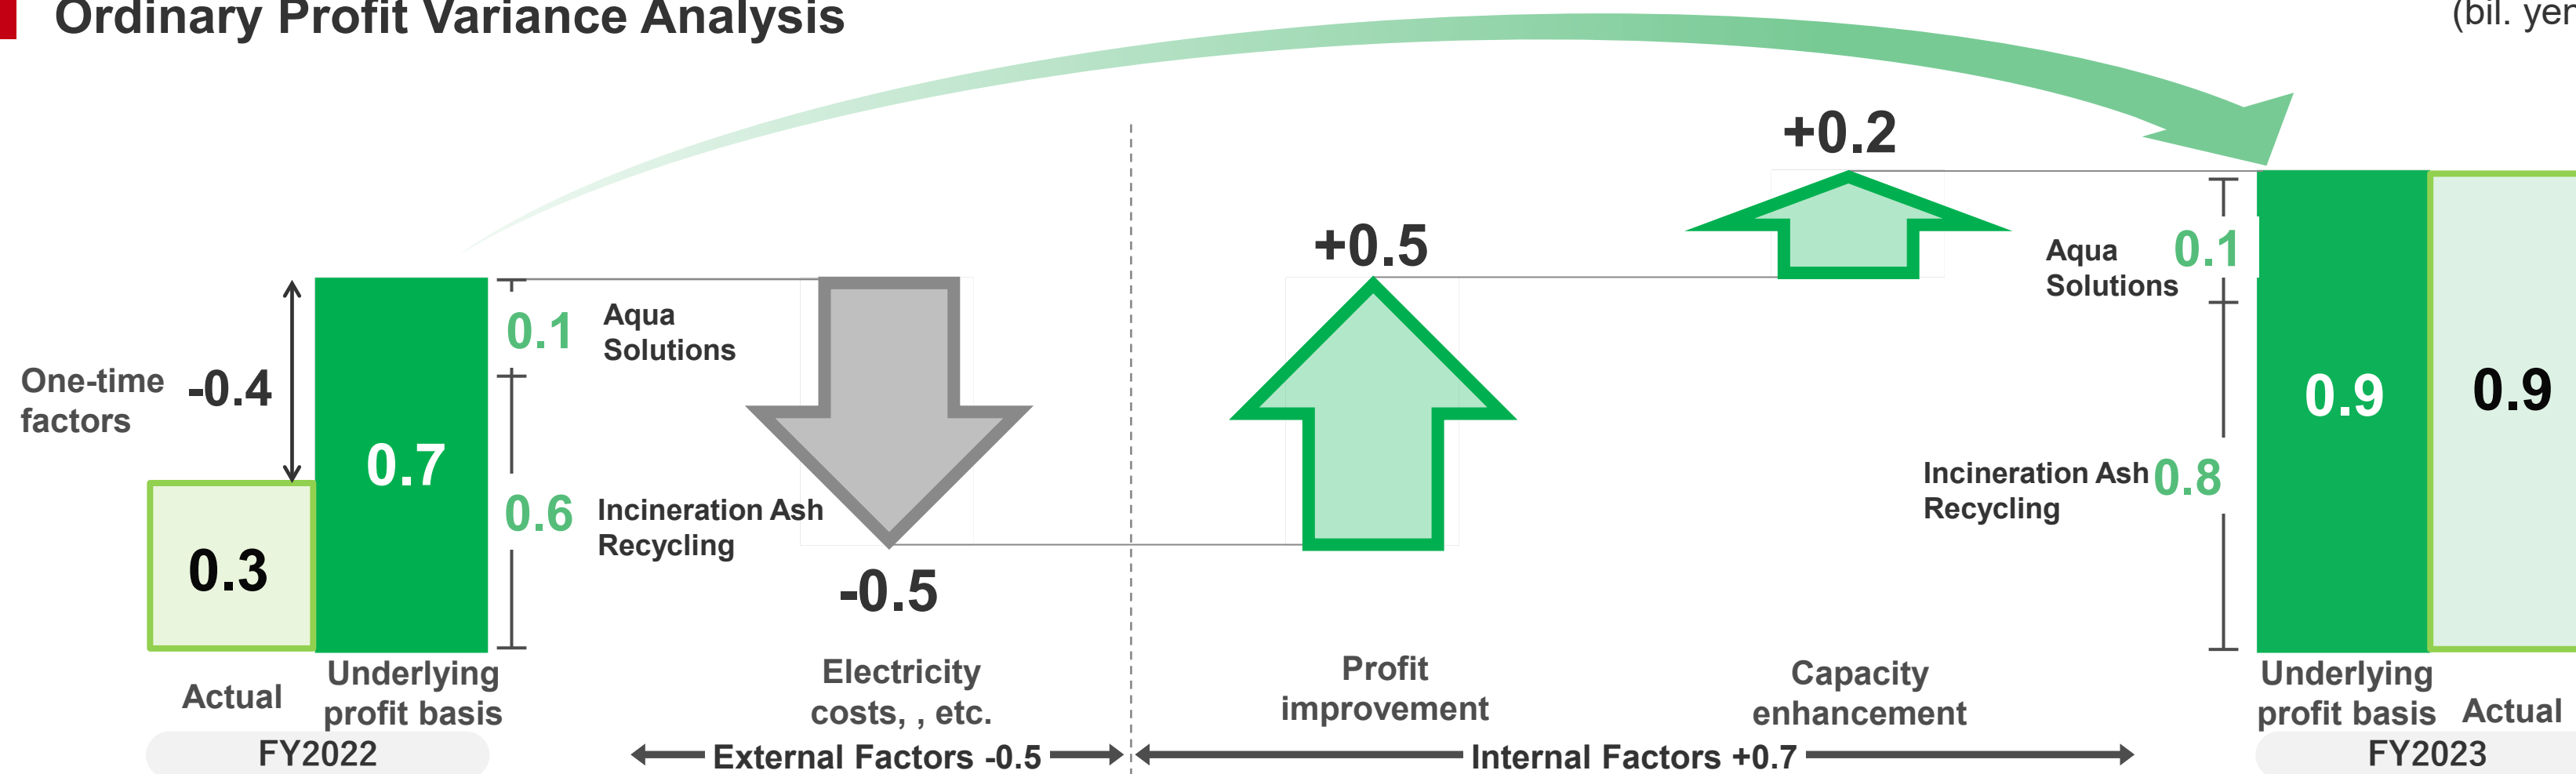 Ordinary Profit Variance Analysis
(bil. yen
+0.2
+0.5
Aqua
Solutions
0.1
0.1
Aqua
Solutions
One-time
factors
-0.4
0.7
0.9
0.9
0.6
Incineration Ash
Recycling
Incineration Ash
Recycling
0.8
0.3
-0.5
Actual
Underlying
profit basis
Electricity
costs, , etc.
Profit
improvement
Capacity
enhancement
Underlying
profit basis
Actual
FY2022
External Factors -0.5
Internal Factors +0.7
FY2023